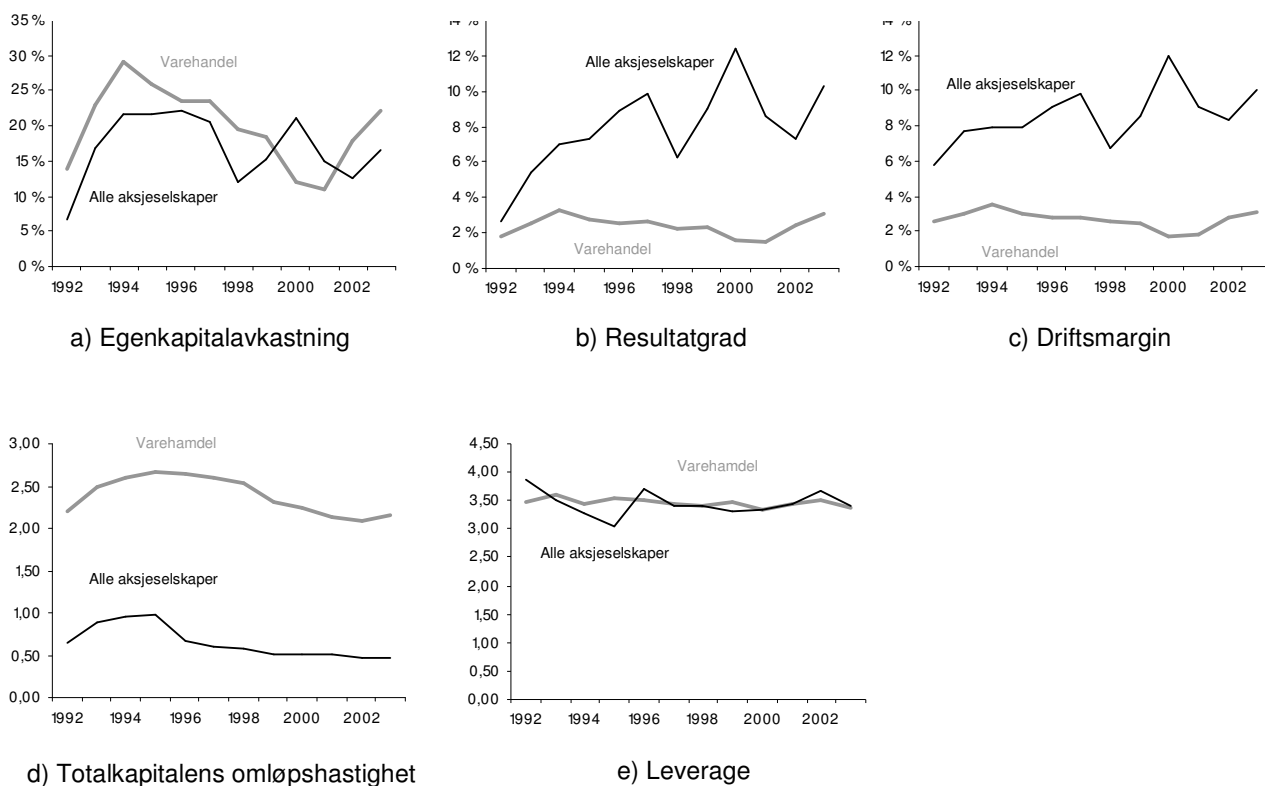 35 %
30 %
25 %
20 %
15 %
10 %
5 %
0 %
Varehandel
Alle aksjeselskaper
1992 1994 1996 1998 2000 2002
a) Egenkapitalavkastning
14 %
12 %
10 %
8 %
6 %
4 %
2 %
0 %
Alle aksjeselskaper
Varehandel
1992 1994 1996 1998 2000 2002
b) Resultatgrad
14 %
12 %
10 %
8 %
6 %
4 %
2 %
0 %
Alle aksjeselskaper
Varehandel
1992 1994 1996 1998 2000 2002
c) Driftsmargin
3,00
2,50
2,00
1,50
1,00
0,50
0,00
Varehamdel
Alle aksjeselskaper
1992 1994 1996 1998 2000 2002
d) Totalkapitalens omløpshastighet
4,50
4,00
3,50
3,00
2,50
2,00
1,50
1,00
0,50
0,00
Varehamdel
Alle aksjeselskaper
1992 1994 1996 1998 2000 2002
e) Leverage